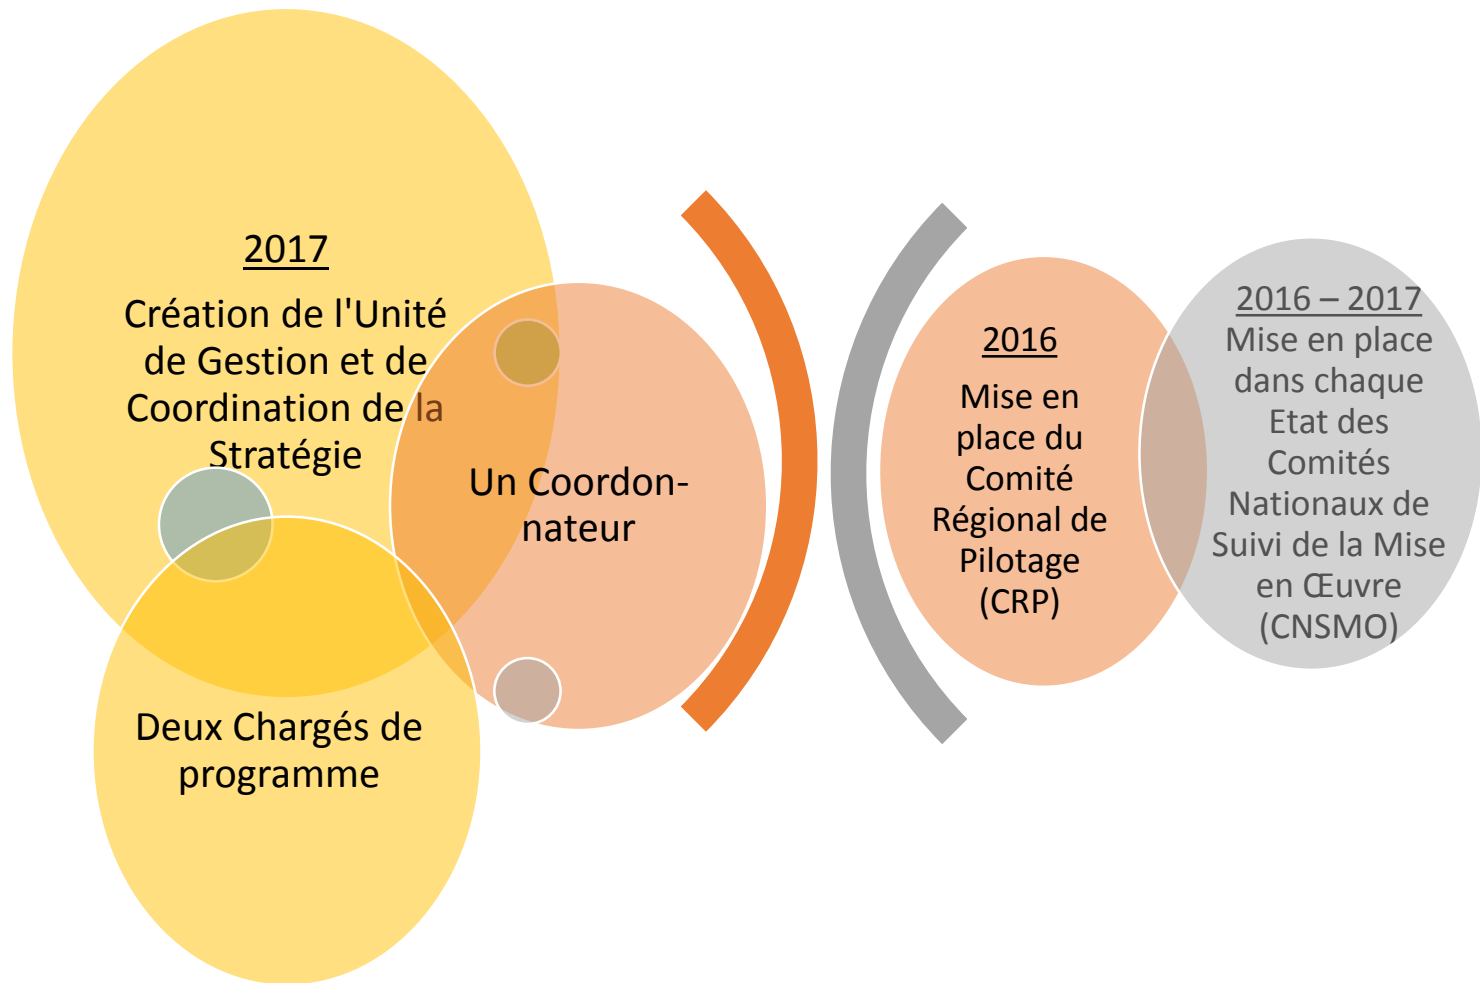 2017
Création de l'Unité
de Gestion et de
Coordination de la
Stratégie
Un Coordon-
nateur
Deux Chargés de
programme
2016
Mise en
place du
Comité
Régional de
Pilotage
(CRP)
2016 – 2017
Mise en place
dans chaque
Etat des
Comités
Nationaux de
Suivi de la Mise
en Œuvre
(CNSMO)